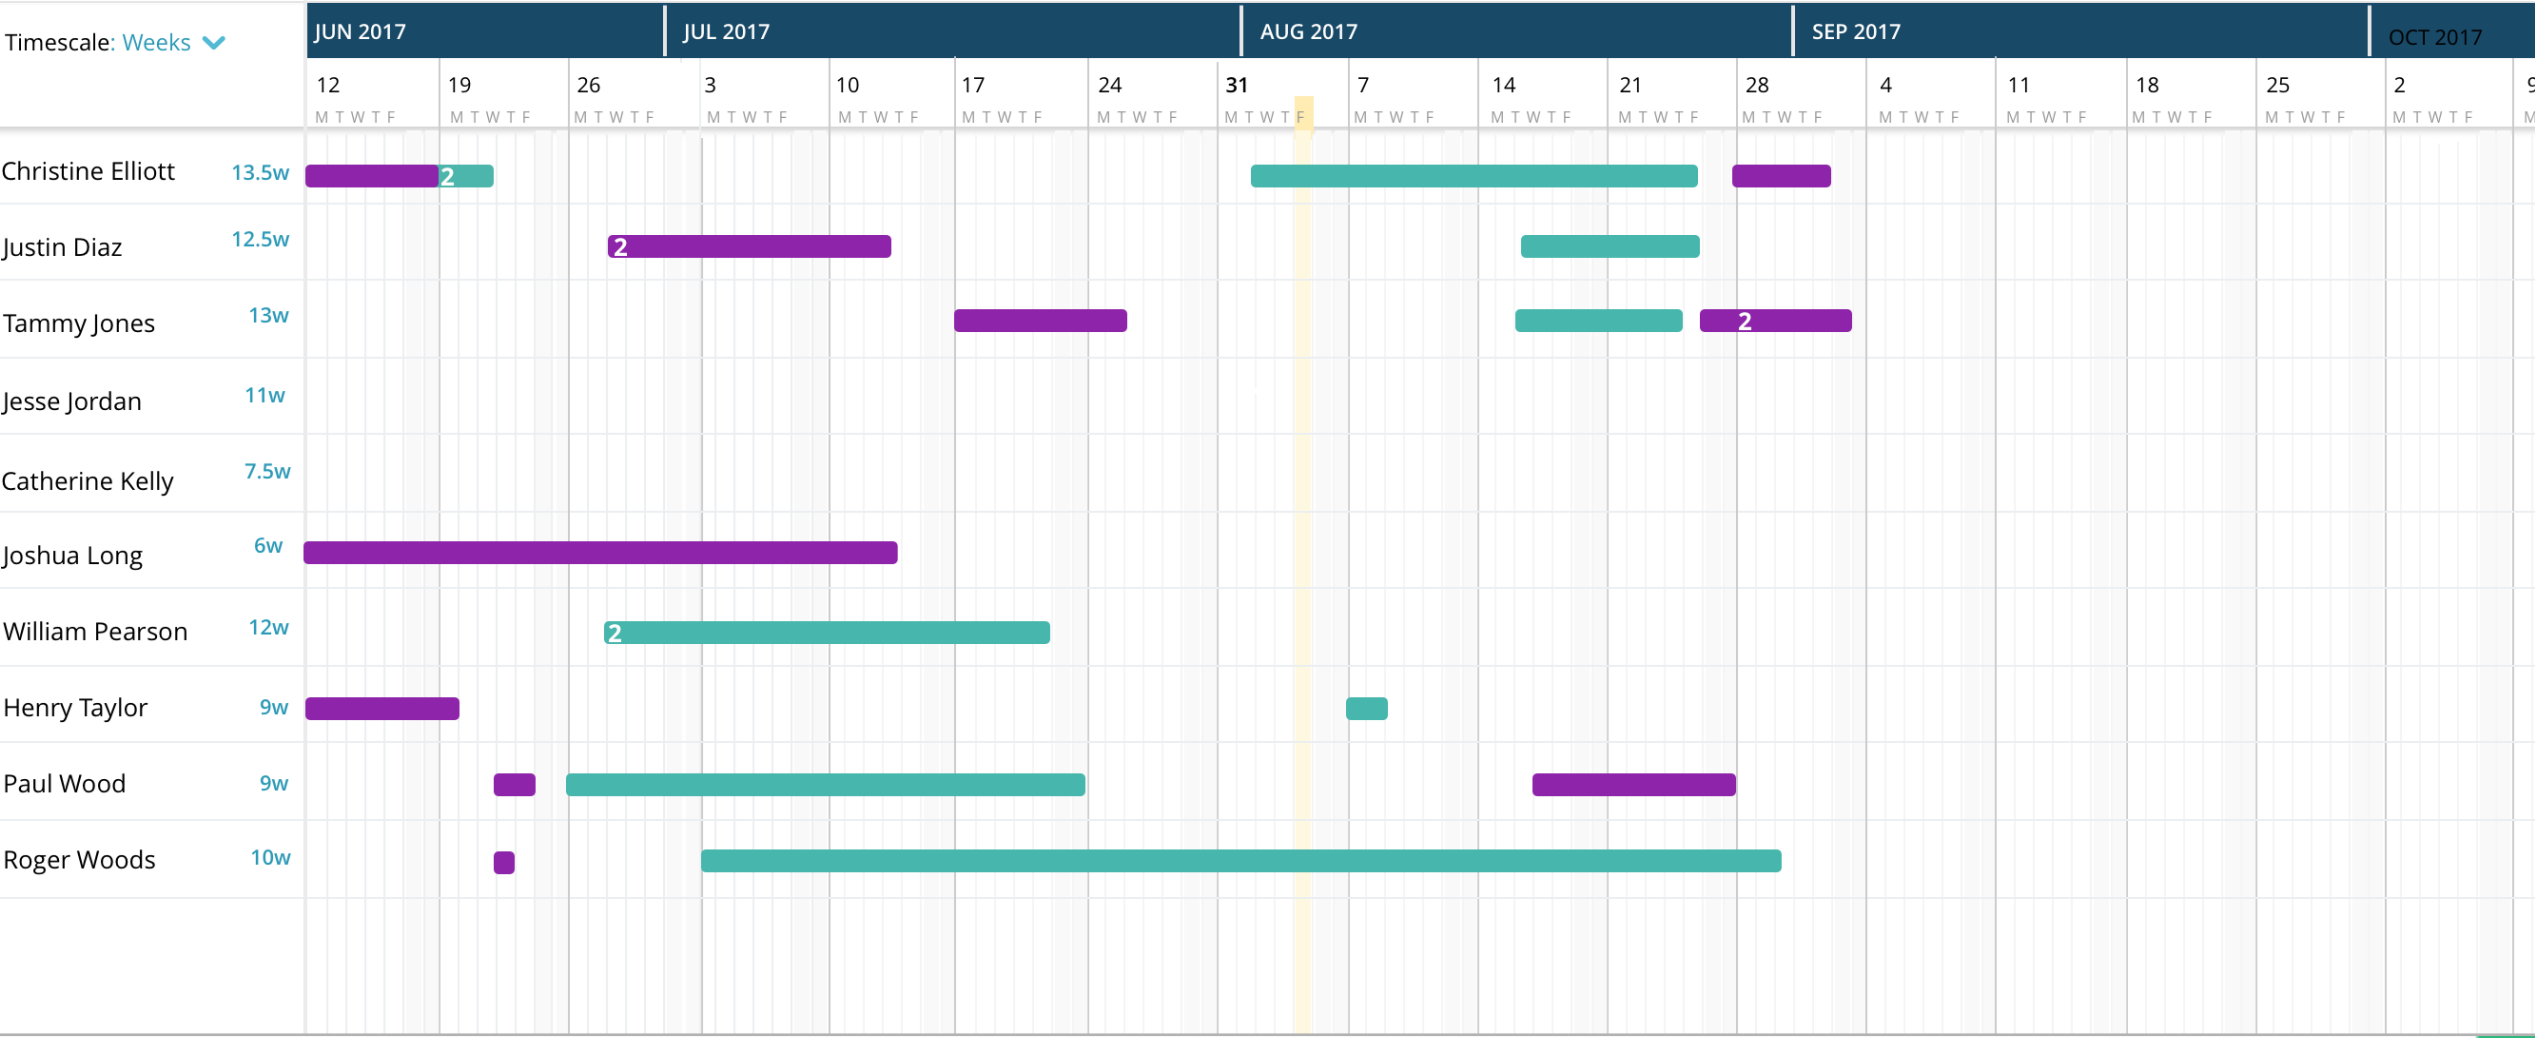 Timescale: Weeks
JUN 2017 JUL 2017 AUG 2017 SEP 2017 OCT 2017
12 19 26 3 10 17 24 31 7 14 21 28 4 11 18 25 2 9
M T W T F M T W T F M T W T F M T W T F M T W T F M T W T F M T W T F M T W T F M T W T F M T W T F M T W T F M T W T F M T W T F M T W T F M T W T F M T W T F M T W T F M
Christine Elliott 13.5w 2
Justin Diaz 12.5w 2
Tammy Jones 13w 2
Jesse Jordan 11w
Catherine Kelly 7.5w
Joshua Long 6w
William Pearson 12w 2
Henry Taylor 9w
Paul Wood 9w
Roger Woods 10w